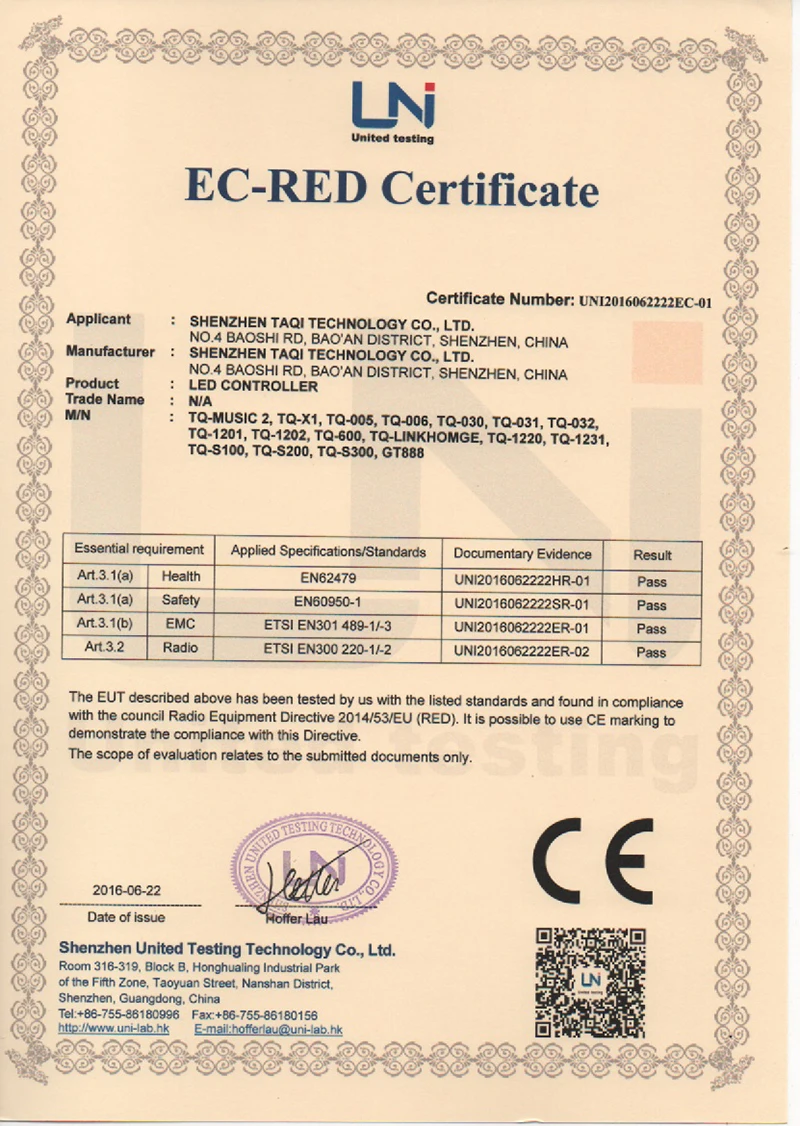 UNi
United testing
EC-RED Certificate
Certificate Number: UNI2016062222EC-01
Applicant : SHENZHEN TAQI TECHNOLOGY CO., LTD.
NO.4 BAOSHI RD, BAO'AN DISTRICT, SHENZHEN, CHINA
Manufacturer : SHENZHEN TAQI TECHNOLOGY CO., LTD.
NO.4 BAOSHI RD, BAO'AN DISTRICT, SHENZHEN, CHINA
Product : LED CONTROLLER
Trade Name : N/A
M/N : TQ-MUSIC 2, TQ-X1, TQ-005, TQ-006, TQ-030, TQ-031, TQ-032,
TQ-1201, TQ-1202, TQ-600, TQ-LINKHOMGE, TQ-1220, TQ-1231,
TQ-S100, TQ-S200, TQ-S300, GT888
Essential requirement Applied Specifications/Standards Documentary Evidence Result
Art.3.1(a) Health EN62479 UNI2016062222HR-01 Pass
Art.3.1(a) Safety EN60950-1 UNI2016062222SR-01 Pass
Art.3.1(b) EMC ETSI EN301 489-1/-3 UNI2016062222ER-01 Pass
Art.3.2 Radio ETSI EN300 220-1/-2 UNI2016062222ER-02 Pass
The EUT described above has been tested by us with the listed standards and found in compliance
with the council Radio Equipment Directive 2014/53/EU (RED). It is possible to use CE marking to
demonstrate the compliance with this Directive.
The scope of evaluation relates to the submitted documents only.
United testing
SHENZHEN UNITED TESTING TECHNOLOGY CO., LTD.
UNi
CE
2016-06-22
Date of issue
Hoffer Lau
Shenzhen United Testing Technology Co., Ltd.
Room 316-319, Block B, Honghualing Industrial Park
of the Fifth Zone, Taoyuan Street, Nanshan District,
Shenzhen, Guangdong, China
Tel:+86-755-86180996 Fax:+86-755-86180156
http://www.uni-lab.hk E-mail:hofferlau@uni-lab.hk
UNi
United testing